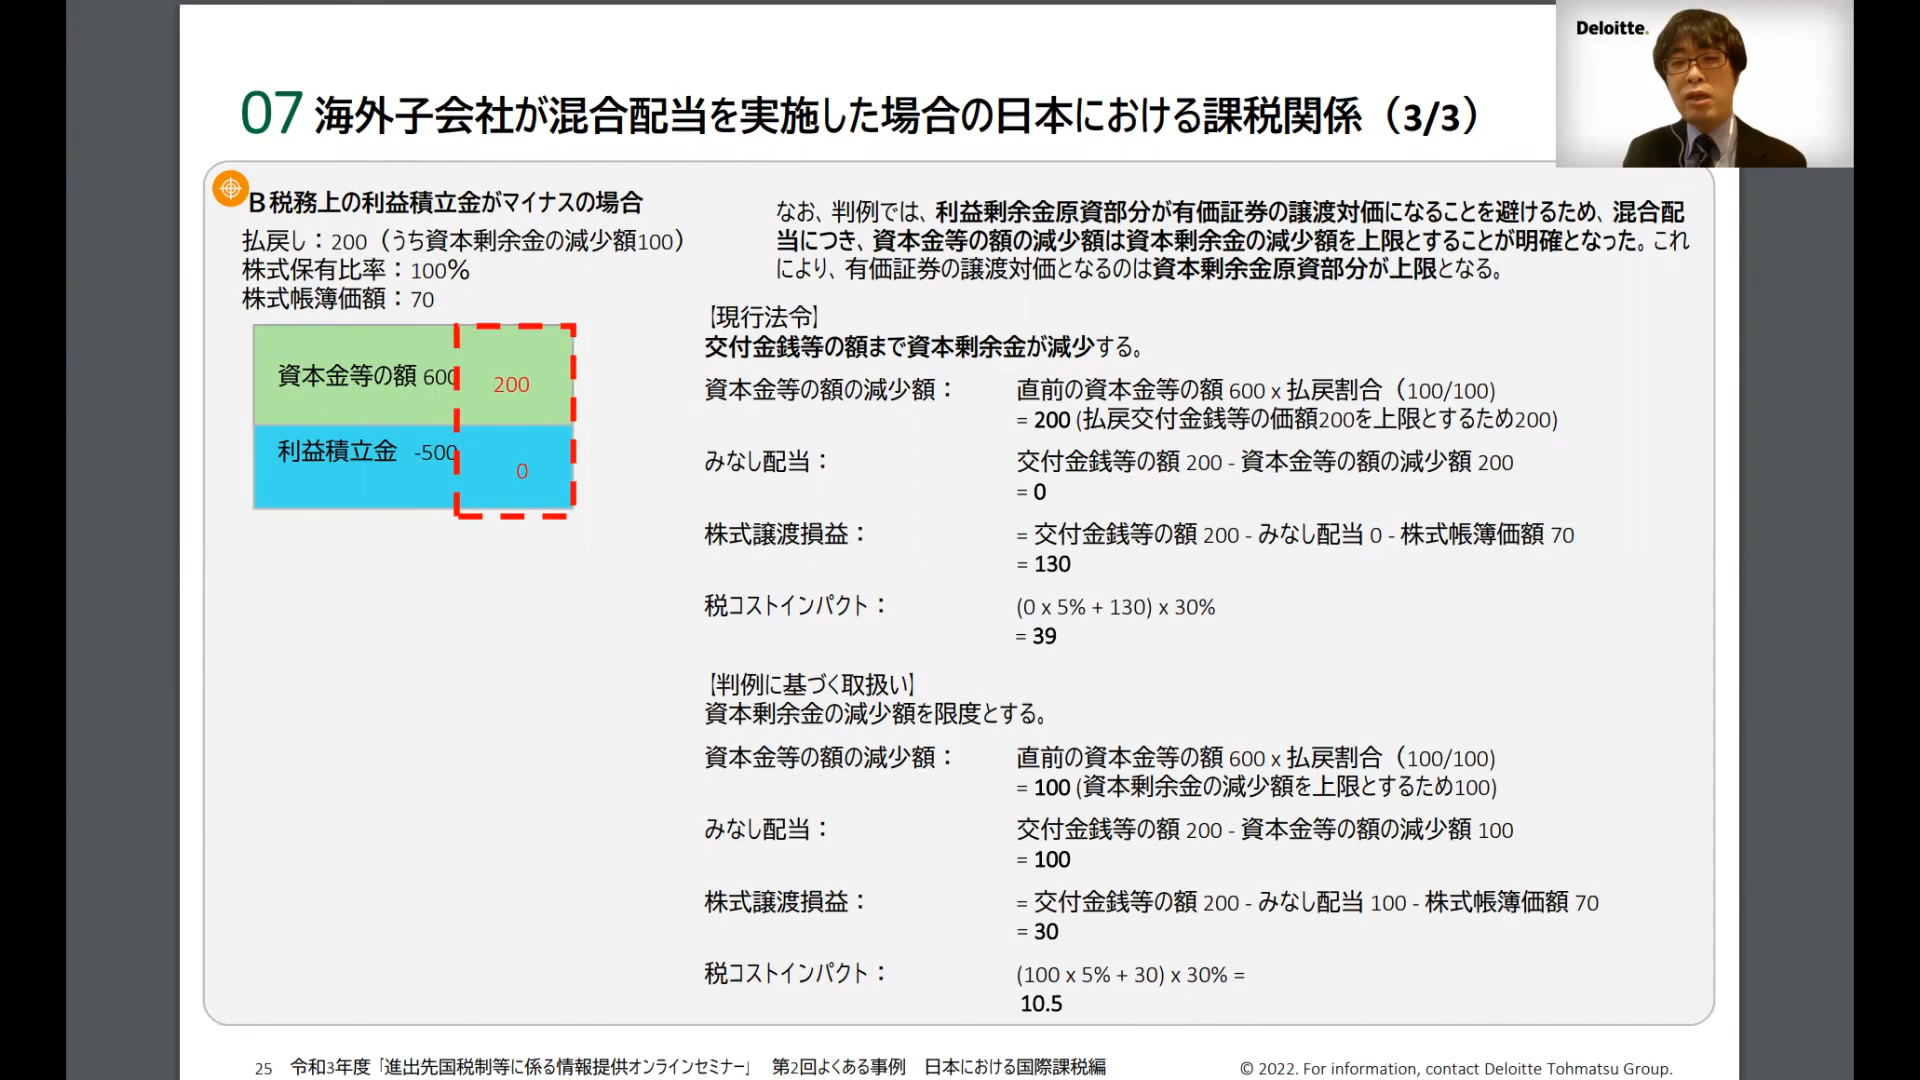 Deloitte.
07 海外子会社が混合配当を実施した場合の日本における課税関係（3/3）
B 税務上の利益積立金がマイナスの場合
払戻し：200（うち資本剰余金の減少額100）
株式保有比率：100%
株式帳簿価額：70
資本金等の額 600
200
利益積立金 -500
0
なお、判例では、利益剰余金原資部分が有価証券の譲渡対価になることを避けるため、混合配
当につき、資本金等の額の減少額は資本剰余金の減少額を上限とすることが明確となった。これ
により、有価証券の譲渡対価となるのは資本剰余金原資部分が上限となる。
【現行法令】
交付金銭等の額まで資本剰余金が減少する。
資本金等の額の減少額： 直前の資本金等の額 600 x 払戻割合（100/100）
= 200 (払戻交付金銭等の価額200を上限とするため200)
みなし配当： 交付金銭等の額 200 - 資本金等の額の減少額 200
= 0
株式譲渡損益： = 交付金銭等の額 200 - みなし配当 0 - 株式帳簿価額 70
= 130
税コストインパクト： (0 x 5% + 130) x 30%
= 39
【判例に基づく取扱い】
資本剰余金の減少額を限度とする。
資本金等の額の減少額： 直前の資本金等の額 600 x 払戻割合（100/100）
= 100 (資本剰余金の減少額を上限とするため100)
みなし配当： 交付金銭等の額 200 - 資本金等の額の減少額 100
= 100
株式譲渡損益： = 交付金銭等の額 200 - みなし配当 100 - 株式帳簿価額 70
= 30
税コストインパクト： (100 x 5% + 30) x 30% =
10.5
25 令和3年度「進出先国税制等に係る情報提供オンラインセミナー」 第2回よくある事例 日本における国際課税編
© 2022. For information, contact Deloitte Tohmatsu Group.